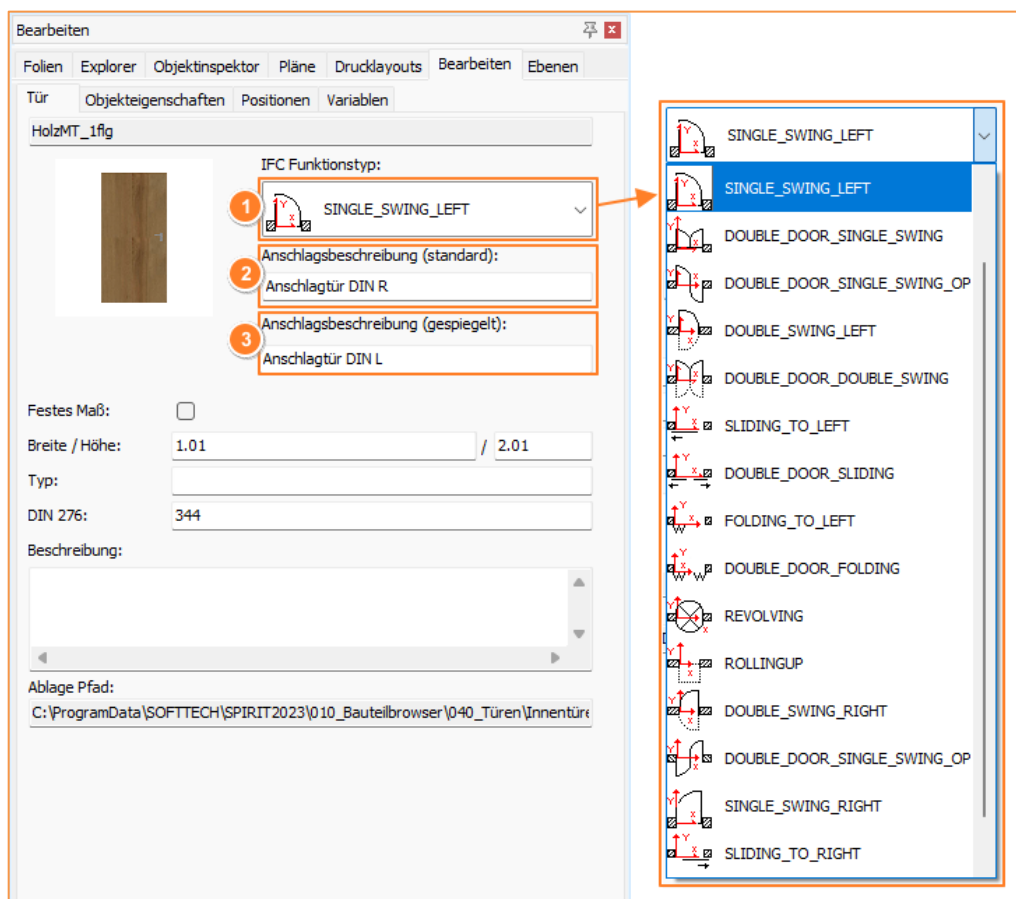 Bearbeiten
Folien Explorer Objektinspektor Pläne Drucklayouts Bearbeiten Ebenen
Tür Objekteigenschaften Positionen Variablen
HolzMT_1flg
IFC Funktionstyp:
1 SINGLE_SWING_LEFT
2 Anschlagsbeschreibung (standard):
Anschlagtür DIN R
3 Anschlagsbeschreibung (gespiegelt):
Anschlagtür DIN L
Festes Maß:
Breite / Höhe: 1.01 / 2.01
Typ:
DIN 276: 344
Beschreibung:
Ablage Pfad:
C:\ProgramData\SOFTTECH\SPIRIT2023\010_Bauteilbrowser\040_Türen\Innentüre
SINGLE_SWING_LEFT
SINGLE_SWING_LEFT
DOUBLE_DOOR_SINGLE_SWING
DOUBLE_DOOR_SINGLE_SWING_OP
DOUBLE_SWING_LEFT
DOUBLE_DOOR_DOUBLE_SWING
SLIDING_TO_LEFT
DOUBLE_DOOR_SLIDING
FOLDING_TO_LEFT
DOUBLE_DOOR_FOLDING
REVOLVING
ROLLINGUP
DOUBLE_SWING_RIGHT
DOUBLE_DOOR_SINGLE_SWING_OP
SINGLE_SWING_RIGHT
SLIDING_TO_RIGHT